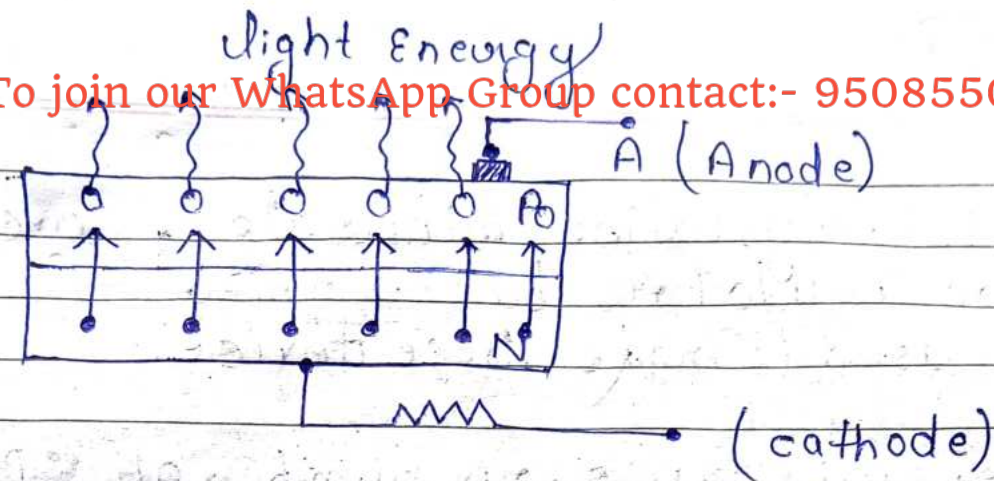 light Energy
To join our WhatsApp Group contact:- 9508550
A (Anode)
P
N
(cathode)